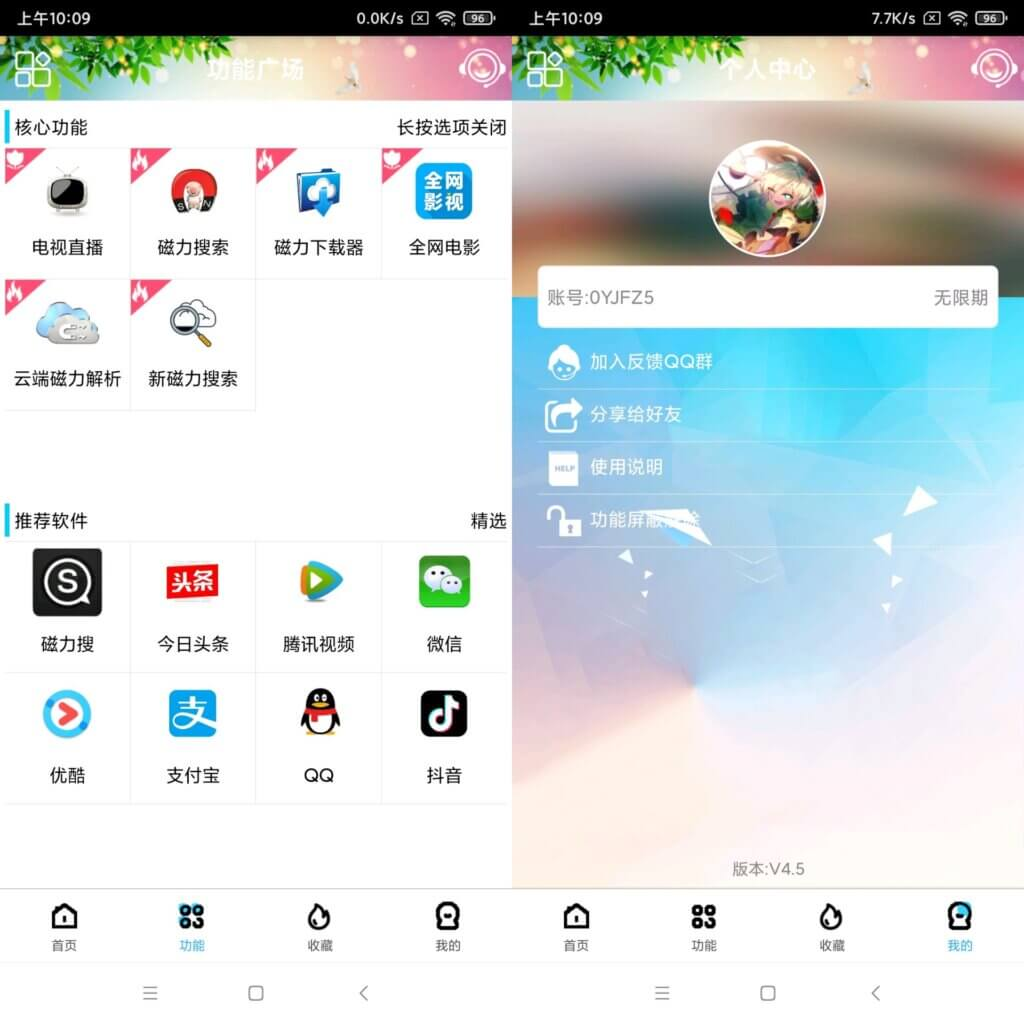 上午10:09
0.0K/s
96
功能广场
核心功能
长按选项关闭
电视直播
磁力搜索
磁力下载器
全网
影视
全网电影
云端磁力解析
新磁力搜索
推荐软件
精选
S
磁力搜
头条
今日头条
腾讯视频
微信
支
优酷
支付宝
QQ
抖音
首页
功能
收藏
我的
上午10:09
7.7K/s
96
个人中心
账号:0YJFZ5
无限期
加入反馈QQ群
分享给好友
HELP
使用说明
功能屏蔽解除
版本:V4.5
首页
功能
收藏
我的